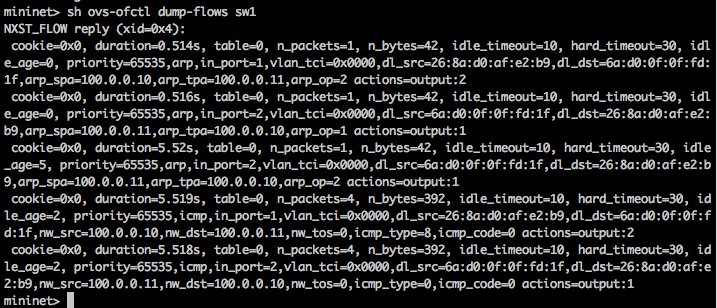 mininet> sh ovs-ofctl dump-flows sw1
NXST_FLOW reply (xid=0x4):
 cookie=0x0, duration=0.514s, table=0, n_packets=1, n_bytes=42, idle_timeout=10, hard_timeout=30, idl
e_age=0, priority=65535,arp,in_port=1,vlan_tci=0x0000,dl_src=26:8a:d0:af:e2:b9,dl_dst=6a:d0:0f:0f:fd:
1f,arp_spa=100.0.0.10,arp_tpa=100.0.0.11,arp_op=2 actions=output:2
 cookie=0x0, duration=0.516s, table=0, n_packets=1, n_bytes=42, idle_timeout=10, hard_timeout=30, idl
e_age=0, priority=65535,arp,in_port=2,vlan_tci=0x0000,dl_src=6a:d0:0f:0f:fd:1f,dl_dst=26:8a:d0:af:e2:
b9,arp_spa=100.0.0.11,arp_tpa=100.0.0.10,arp_op=1 actions=output:1
 cookie=0x0, duration=5.52s, table=0, n_packets=1, n_bytes=42, idle_timeout=10, hard_timeout=30, idle
_age=5, priority=65535,arp,in_port=2,vlan_tci=0x0000,dl_src=6a:d0:0f:0f:fd:1f,dl_dst=26:8a:d0:af:e2:b
9,arp_spa=100.0.0.11,arp_tpa=100.0.0.10,arp_op=2 actions=output:1
 cookie=0x0, duration=5.519s, table=0, n_packets=4, n_bytes=392, idle_timeout=10, hard_timeout=30, id
le_age=2, priority=65535,icmp,in_port=1,vlan_tci=0x0000,dl_src=26:8a:d0:af:e2:b9,dl_dst=6a:d0:0f:0f:f
d:1f,nw_src=100.0.0.10,nw_dst=100.0.0.11,nw_tos=0,icmp_type=8,icmp_code=0 actions=output:2
 cookie=0x0, duration=5.518s, table=0, n_packets=4, n_bytes=392, idle_timeout=10, hard_timeout=30, id
le_age=2, priority=65535,icmp,in_port=2,vlan_tci=0x0000,dl_src=6a:d0:0f:0f:fd:1f,dl_dst=26:8a:d0:af:e
2:b9,nw_src=100.0.0.11,nw_dst=100.0.0.10,nw_tos=0,icmp_type=0,icmp_code=0 actions=output:1
mininet>